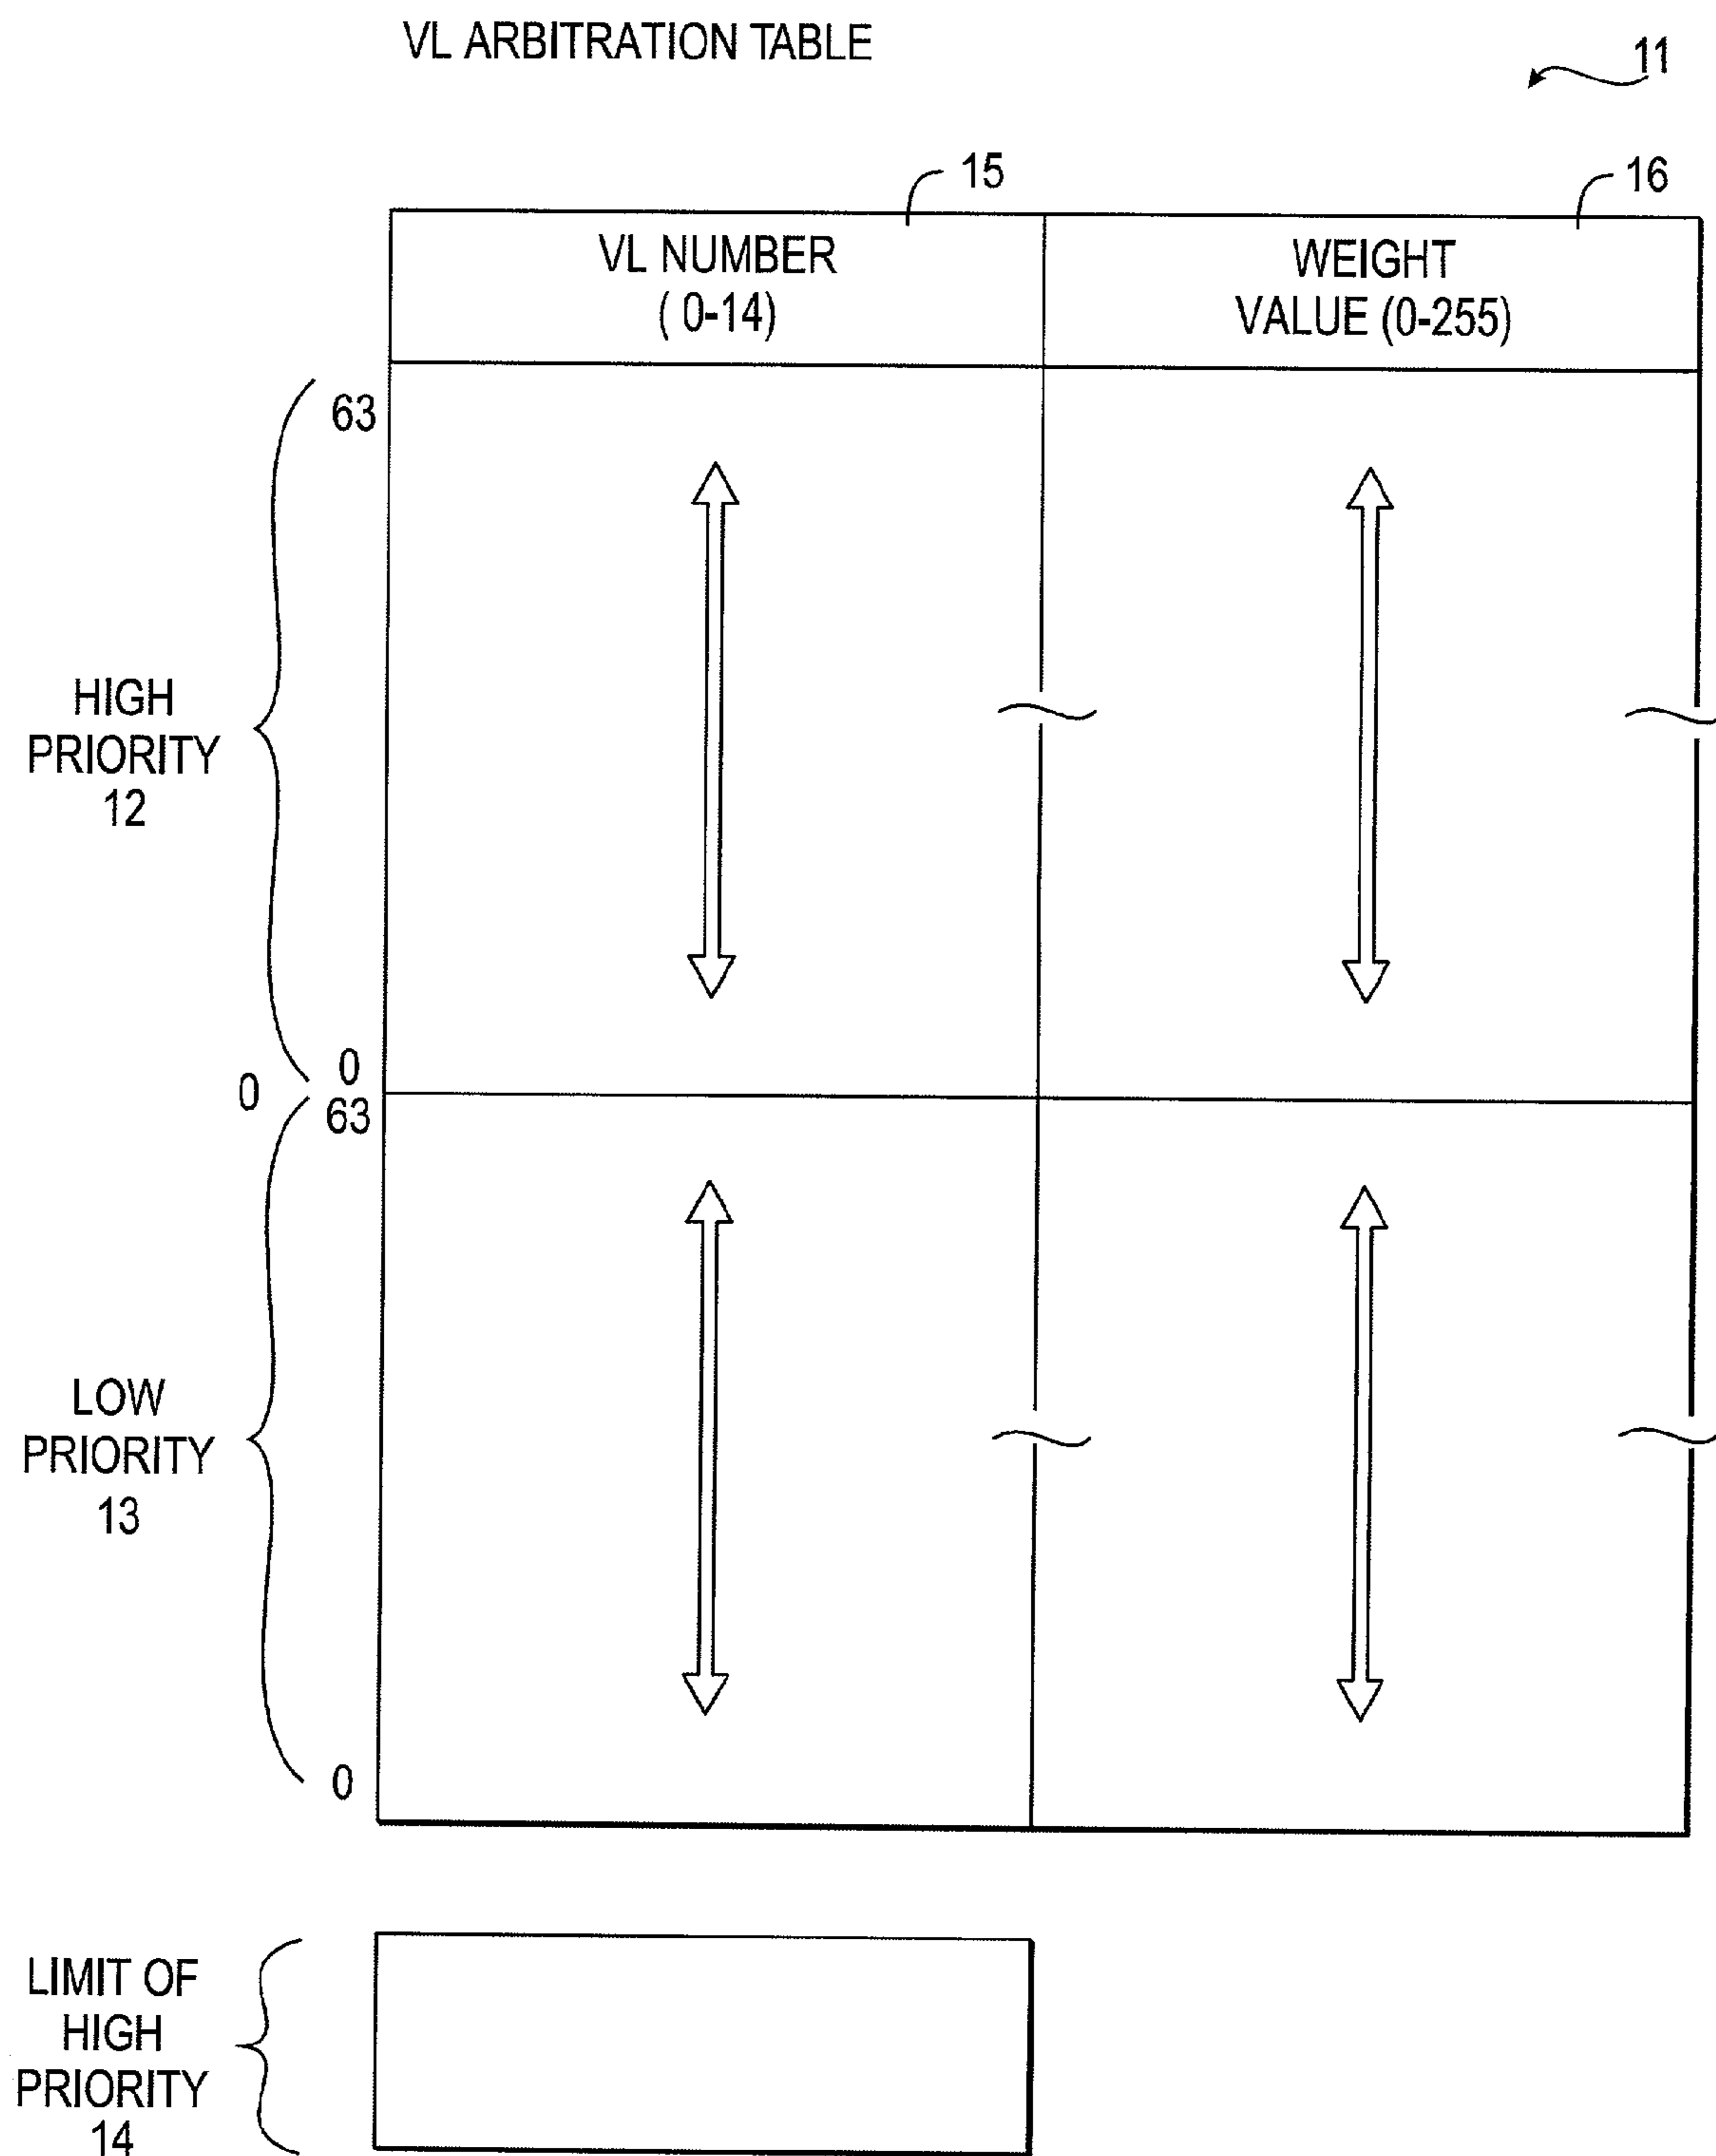 VL ARBITRATION TABLE
11
15
16
VL NUMBER
( 0-14)
WEIGHT
VALUE (0-255)
63
HIGH
PRIORITY
12
0
0
63
LOW
PRIORITY
13
0
LIMIT OF
HIGH
PRIORITY
14